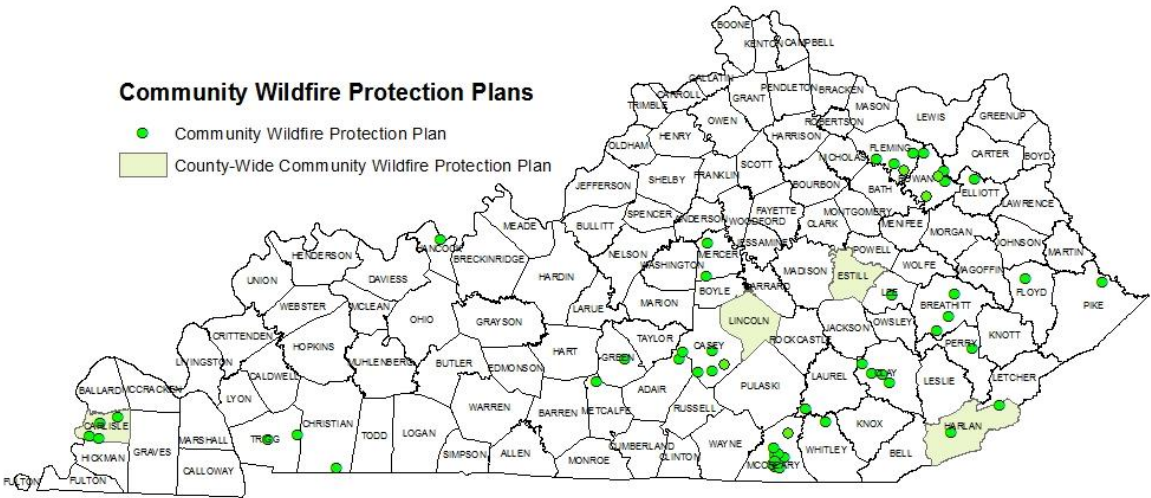 BOONE
KENTON
CAMPBELL
Community Wildfire Protection Plans
Community Wildfire Protection Plan
County-Wide Community Wildfire Protection Plan
GALLATIN
CARROLL
TRIMBLE
GRANT
PENDLETON
BRACKEN
MASON
LEWIS
GREENUP
OWEN
ROBERTSON
HENRY
HARRISON
OLDHAM
FLEMING
CARTER
BOYD
NICHOLAS
SCOTT
SHELBY
FRANKLIN
JEFFERSON
BOURBON
BATH
ROWAN
ELLIOTT
LAWRENCE
SPENCER
ANDERSON
WOODFORD
FAYETTE
MONTGOMERY
CLARK
MENIFEE
MORGAN
MEADE
BULLITT
HANCOCK
JESSAMINE
POWELL
JOHNSON
MARTIN
HENDERSON
BRECKINRIDGE
NELSON
WASHINGTON
MERCER
MADISON
ESTILL
WOLFE
MAGOFFIN
UNION
DAVIESS
HARDIN
BOYLE
GARRARD
LEE
FLOYD
PIKE
WEBSTER
MCLEAN
LARUE
MARION
BREATHITT
OHIO
GRAYSON
LINCOLN
JACKSON
OWSLEY
KNOTT
CRITTENDEN
HOPKINS
TAYLOR
CASEY
ROCKCASTLE
PERRY
LIVINGSTON
MUHLENBERG
BUTLER
EDMONSON
HART
GREEN
CALDWELL
LAUREL
CLAY
LESLIE
LETCHER
BALLARD
MCCRACKEN
LYON
ADAIR
PULASKI
WARREN
BARREN
METCALFE
RUSSELL
CARLISLE
CHRISTIAN
TODD
LOGAN
KNOX
HARLAN
MARSHALL
TRIGG
CUMBERLAND
WAYNE
WHITLEY
BELL
HICKMAN
GRAVES
SIMPSON
ALLEN
MONROE
CLINTON
MCCREARY
CALLOWAY
FULTON
FULTON